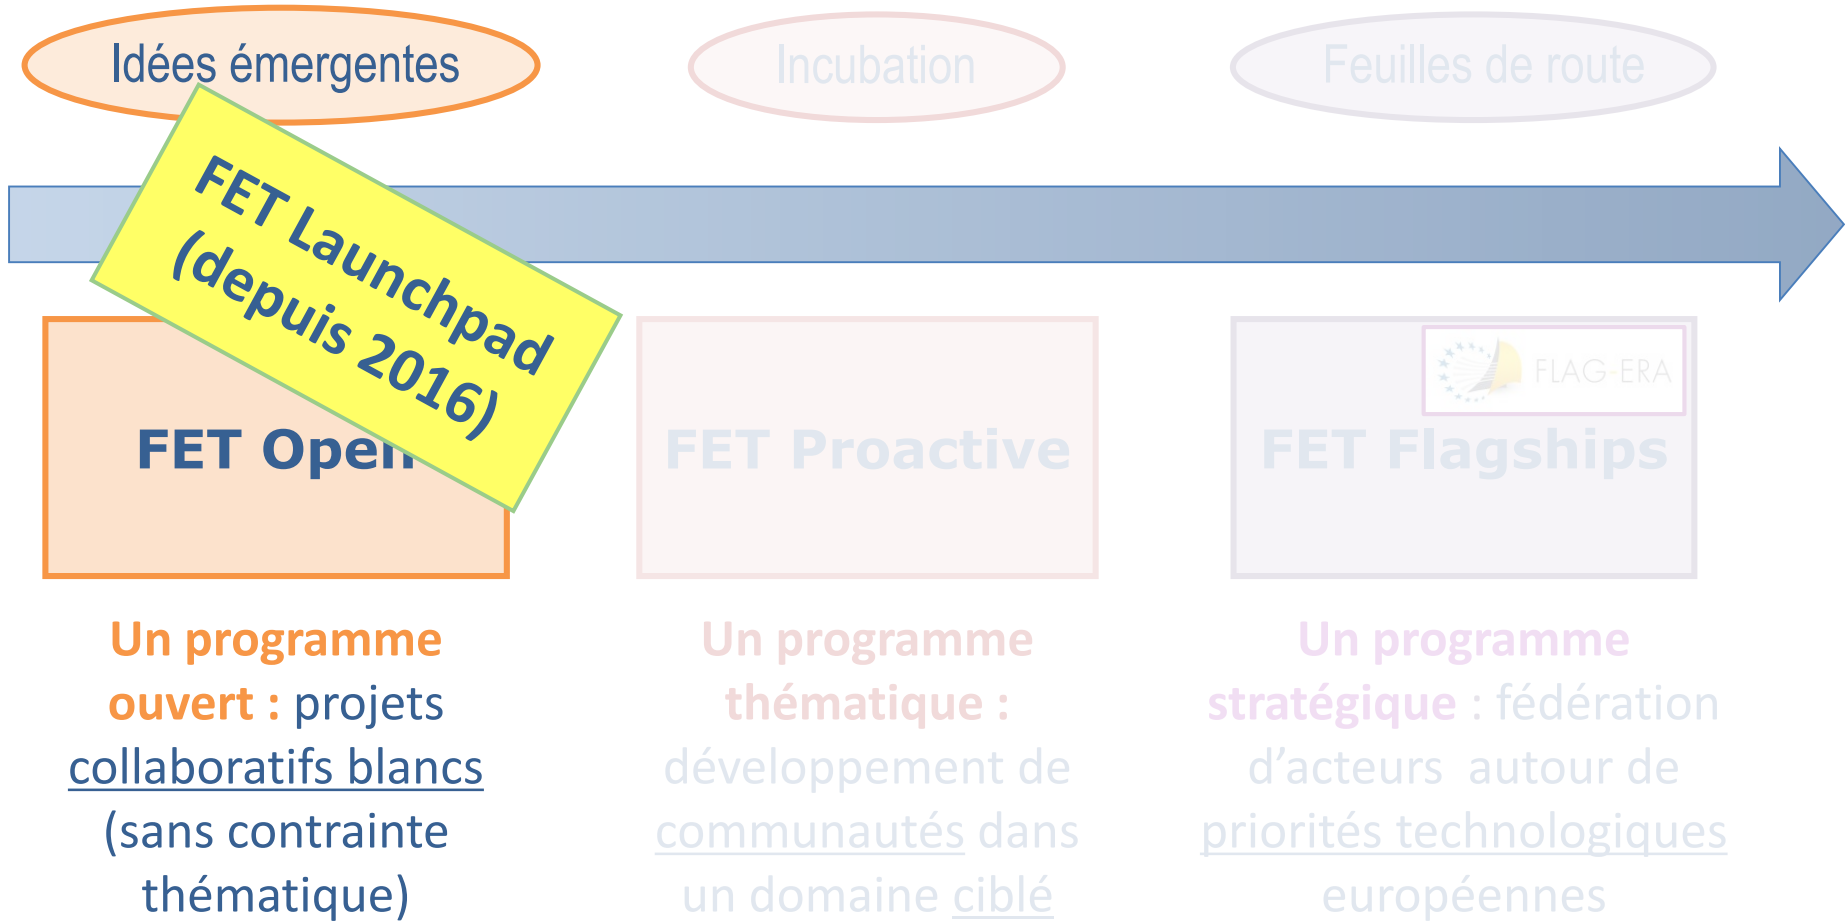 Idées émergentes
Incubation
Feuilles de route
FET Launchpad
(depuis 2016)
FET Open
FET Proactive
FLAG-ERA
FET Flagships
Un programme
ouvert : projets
collaboratifs blancs
(sans contrainte
thématique)
Un programme
thématique :
développement de
communautés dans
un domaine ciblé
Un programme
stratégique : fédération
d’acteurs autour de
priorités technologiques
européennes